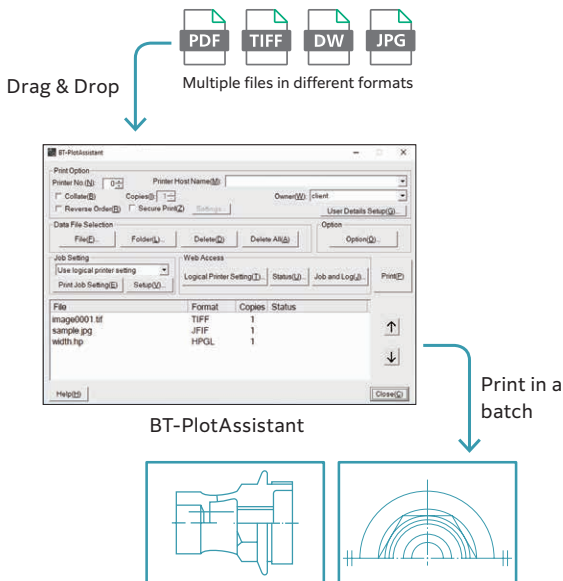 PDF TIFF DW JPG
Drag & Drop
Multiple files in different formats
BT-PlotAssistant
Print Option
Printer No.(N): 0 Printer Host Name(M):
Collate(B) Copies(I): 1 Owner(W): client
Reverse Order(R) Secure Print(Z) Settings... User Details Setup(G)...
Data File Selection Option
File(F)... Folder(L)... Delete(D) Delete All(A) Option(O)...
Job Setting Web Access
Use logical printer setting
Print Job Setting(E) Setup(V)... Logical Printer Setting(T)... Status(U)... Job and Log(J)... Print(P)
File Format Copies Status
image0001.tif TIFF 1
sample.jpg JFIF 1
width.hp HPGL 1
Help(H) Close(C)
Print in a
batch
BT-PlotAssistant